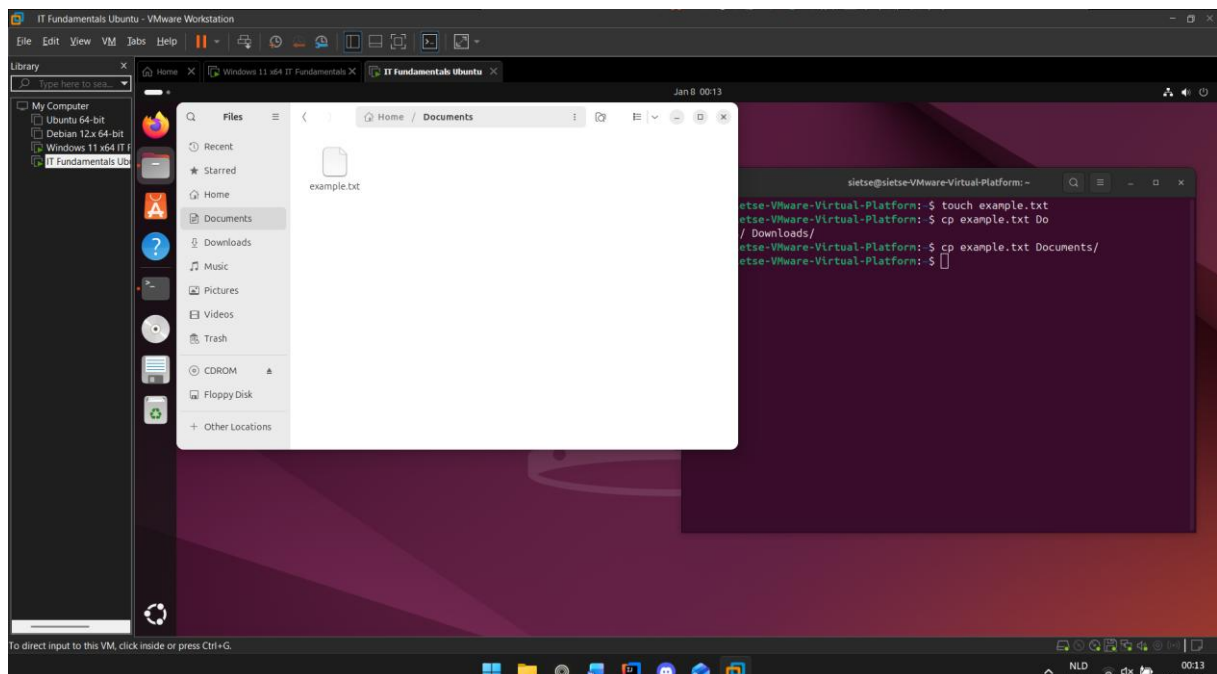 IT Fundamentals Ubuntu - VMware Workstation
File Edit View VM Tabs Help
Library X
Type here to sea...
Home X Windows 11 x64 IT Fundamentals X IT Fundamentals Ubuntu X
My Computer
Ubuntu 64-bit
Debian 12.x 64-bit
Windows 11 x64 IT F
IT Fundamentals Ub
Jan 8 00:13
Files
Home / Documents
Recent
Starred
Home
Documents
Downloads
Music
Pictures
Videos
Trash
CDROM
Floppy Disk
+ Other Locations
example.txt
sietse@sietse-VMware-Virtual-Platform: ~
etse-VMware-Virtual-Platform:~$ touch example.txt
etse-VMware-Virtual-Platform:~$ cp example.txt Do
/ Downloads/
etse-VMware-Virtual-Platform:~$ cp example.txt Documents/
etse-VMware-Virtual-Platform:~$
To direct input to this VM, click inside or press Ctrl+G.
NLD
00:13